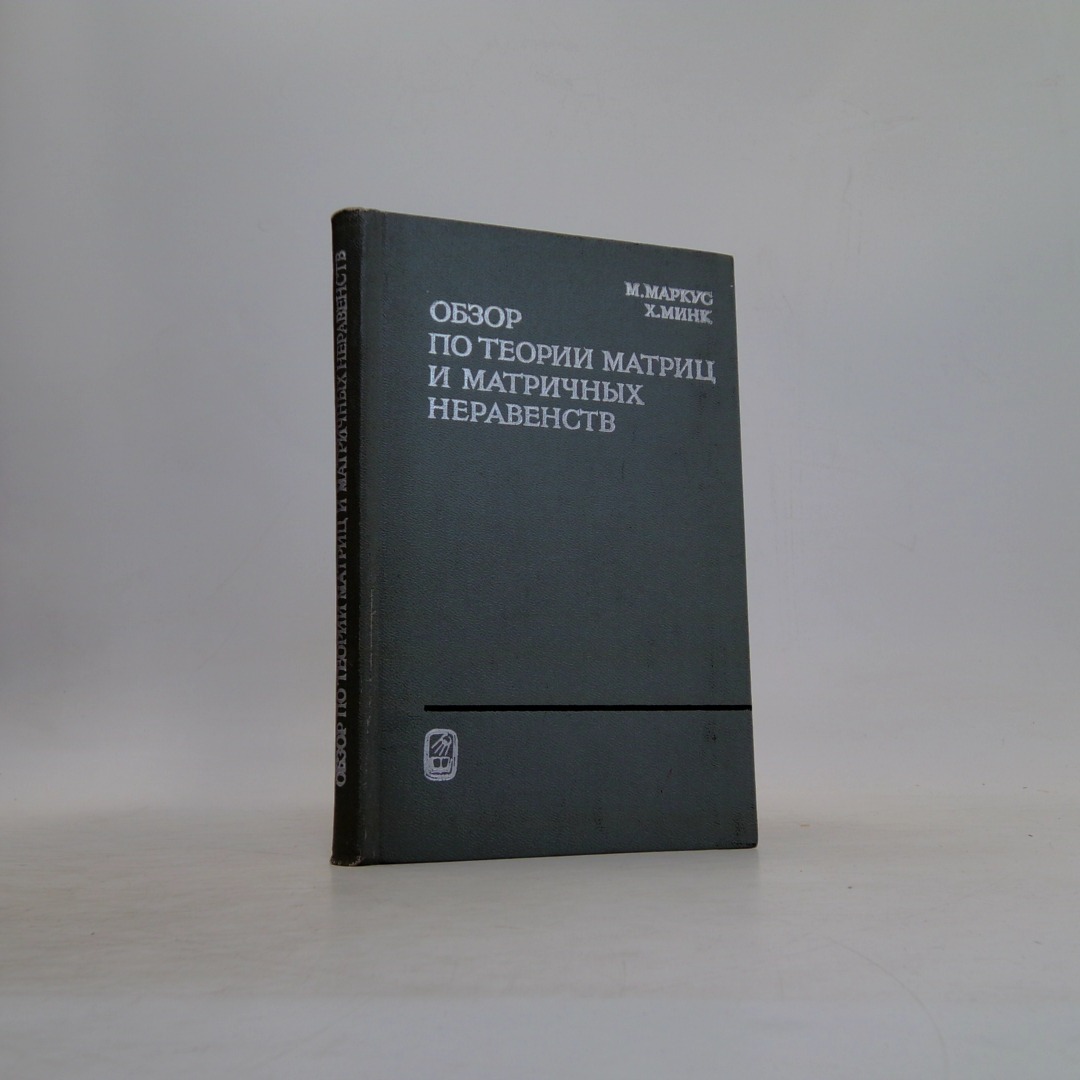 М. МАРКУС
Х. МИНК
ОБЗОР
ПО ТЕОРИИ МАТРИЦ
И МАТРИЧНЫХ
НЕРАВЕНСТВ
ОБЗОР ПО ТЕОРИИ МАТРИЦ И МАТРИЧНЫХ НЕРАВЕНСТВ